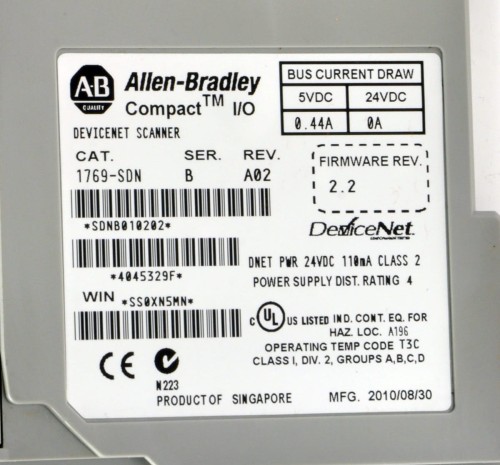 AB
QUALITY
Allen-Bradley
Compact™ I/O
BUS CURRENT DRAW
5VDC 24VDC
0.44A 0A
DEVICENET SCANNER
CAT. SER. REV.
1769-SDN B A02
FIRMWARE REV.
2.2
*SDNB010202*
DeviceNet
*4045329F*
DNET PWR 24VDC 110mA CLASS 2
POWER SUPPLY DIST. RATING 4
WIN *SS0XN5MN*
c UL US LISTED IND. CONT. EQ. FOR
HAZ. LOC. A196
OPERATING TEMP CODE T3C
CLASS I, DIV. 2, GROUPS A,B,C,D
CE
N223
PRODUCT OF SINGAPORE MFG. 2010/08/30